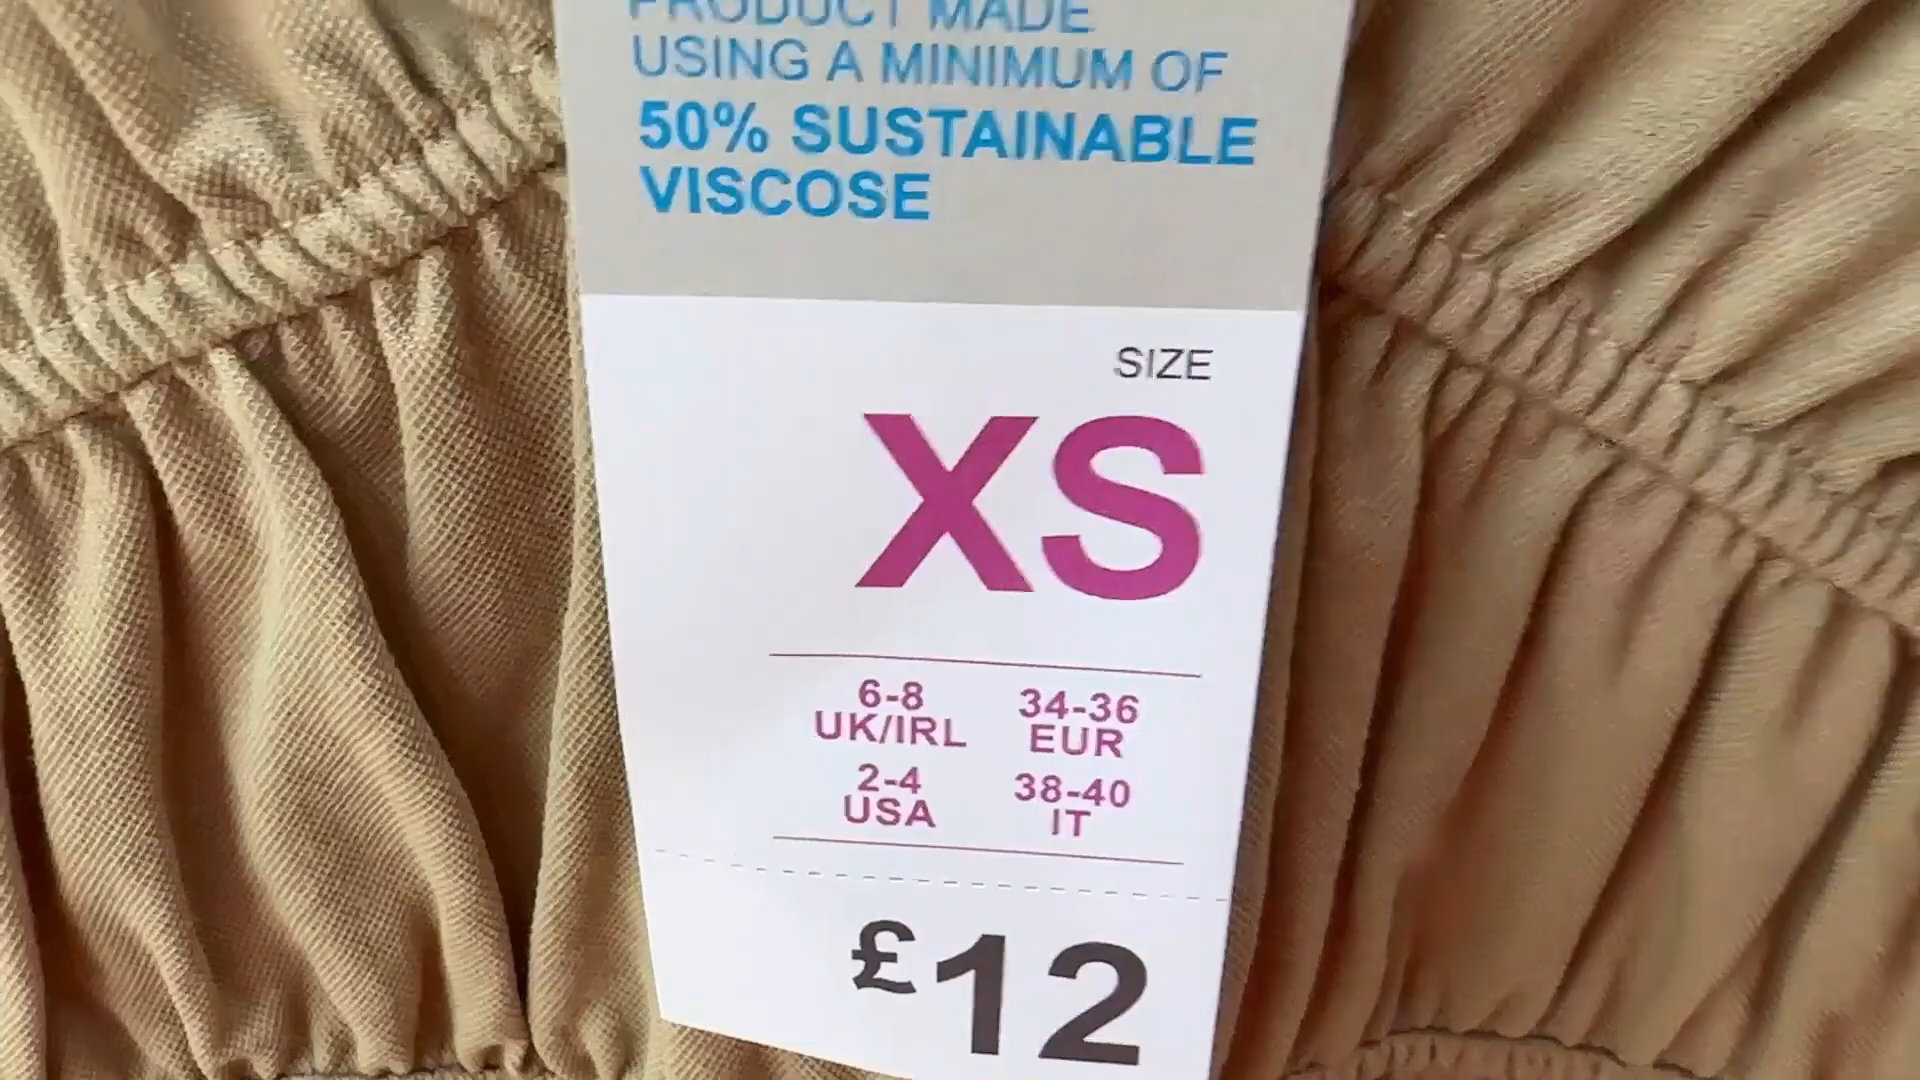 PRODUCT MADE
USING A MINIMUM OF
50% SUSTAINABLE
VISCOSE
SIZE
XS
6-8 34-36
UK/IRL EUR
2-4 38-40
USA IT
£12